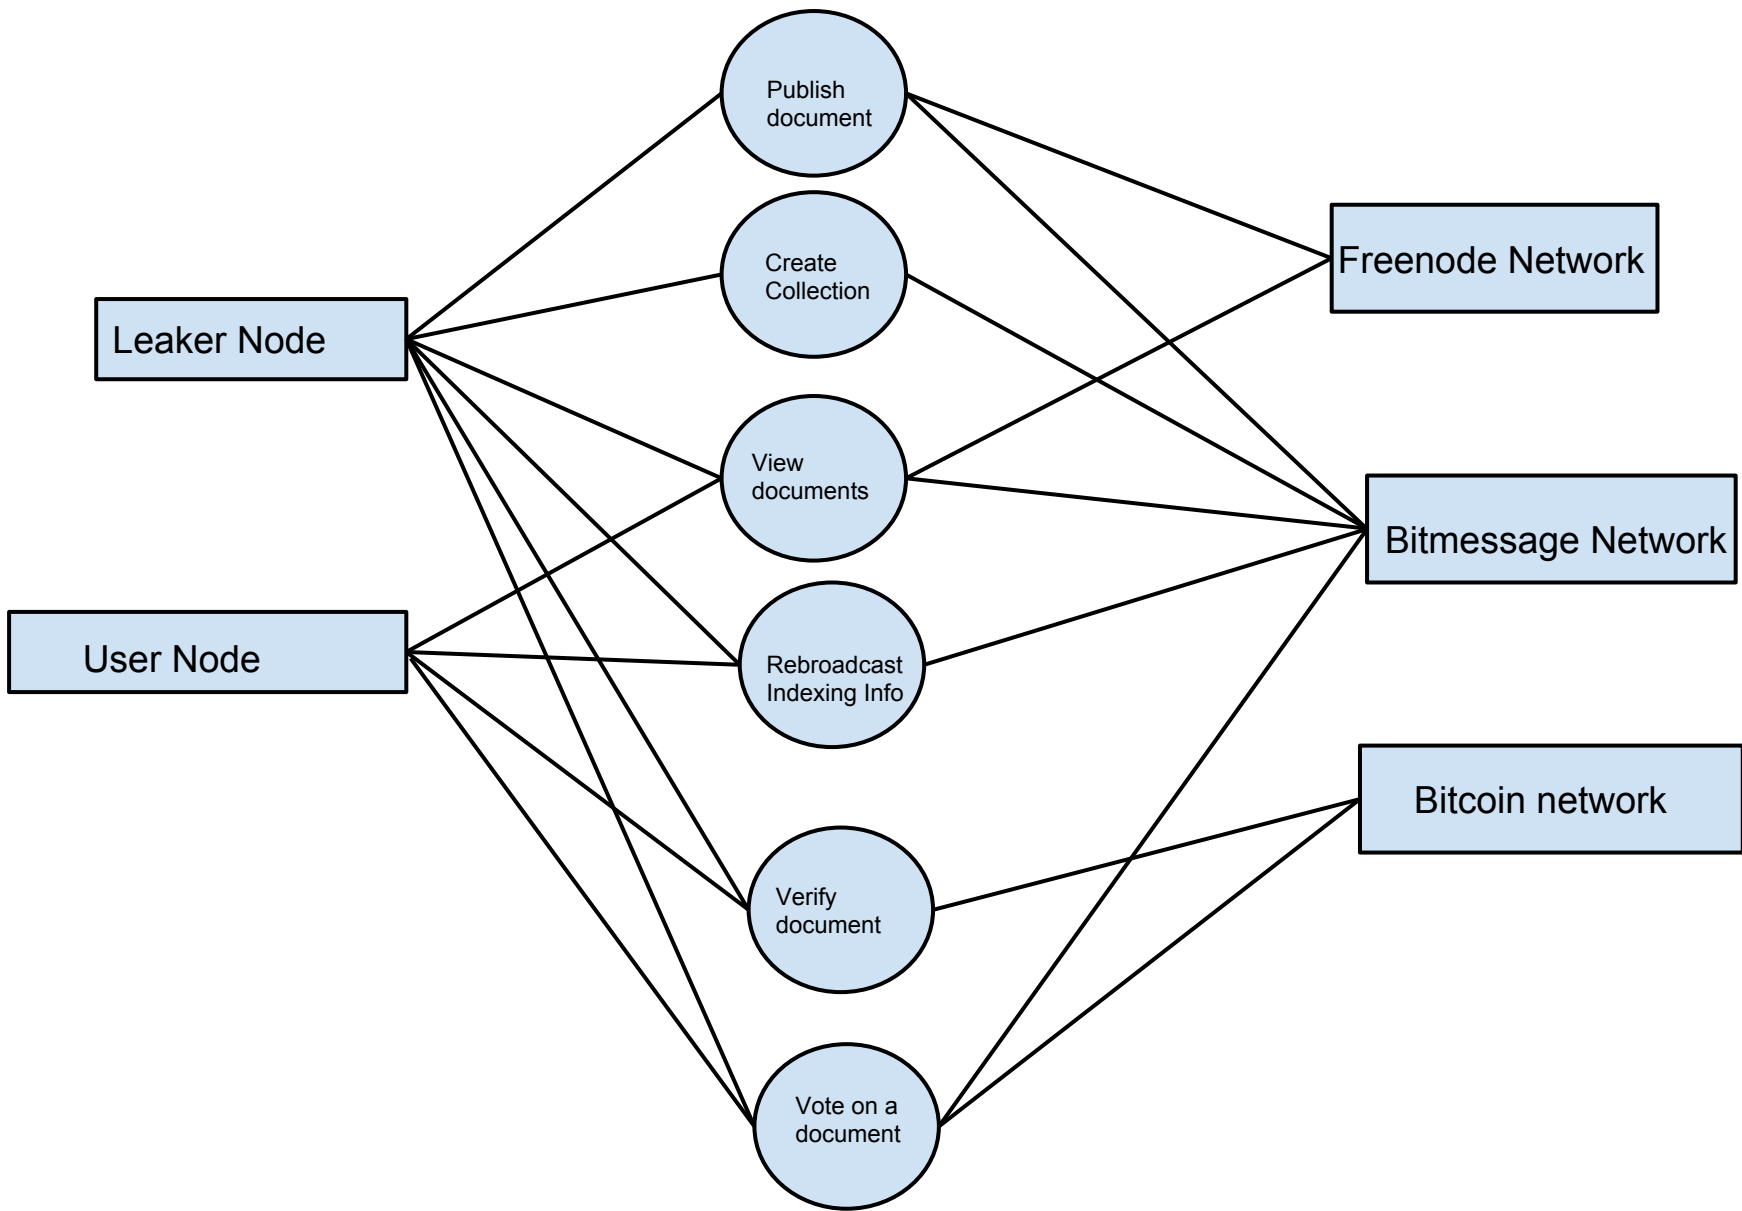 Publish
document
Create
Collection
Freenode Network
Leaker Node
View
documents
Bitmessage Network
User Node
Rebroadcast
Indexing Info
Bitcoin network
Verify
document
Vote on a
document